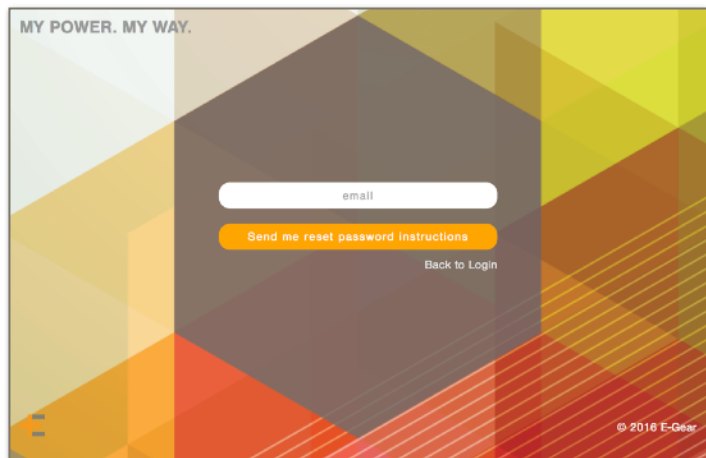 MY POWER. MY WAY.
email
Send me reset password instructions
Back to Login
© 2016 E-Gear